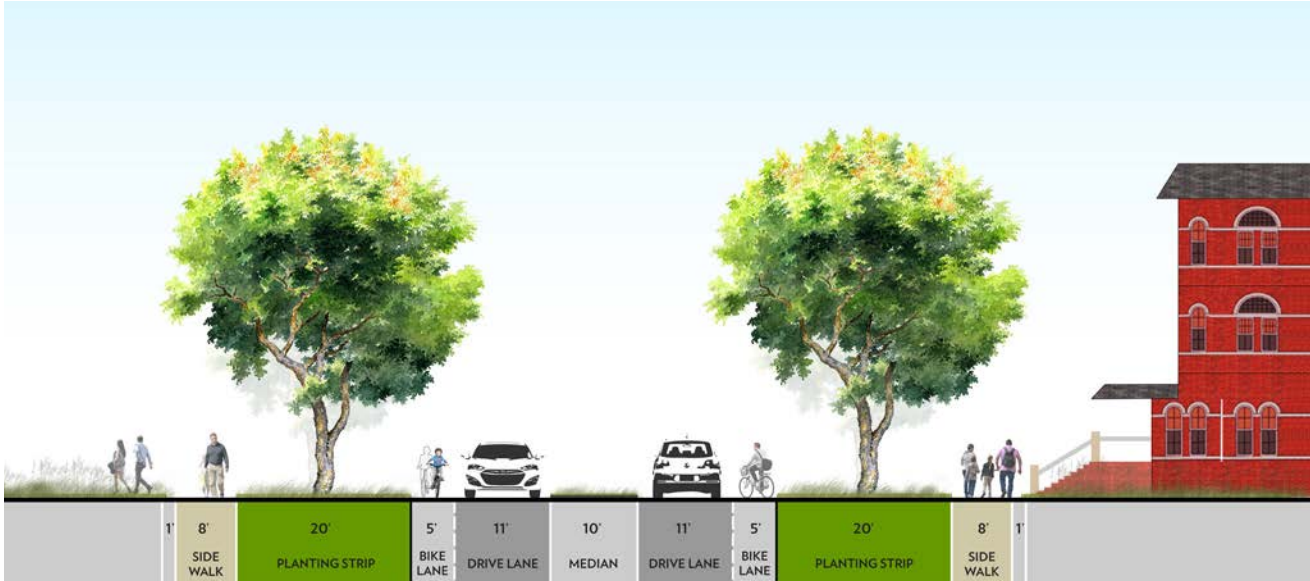 1' 8' 20' 5' 11' 10' 11' 5' 20' 8' 1'
SIDE WALK
PLANTING STRIP
BIKE LANE
DRIVE LANE
MEDIAN
DRIVE LANE
BIKE LANE
PLANTING STRIP
SIDE WALK